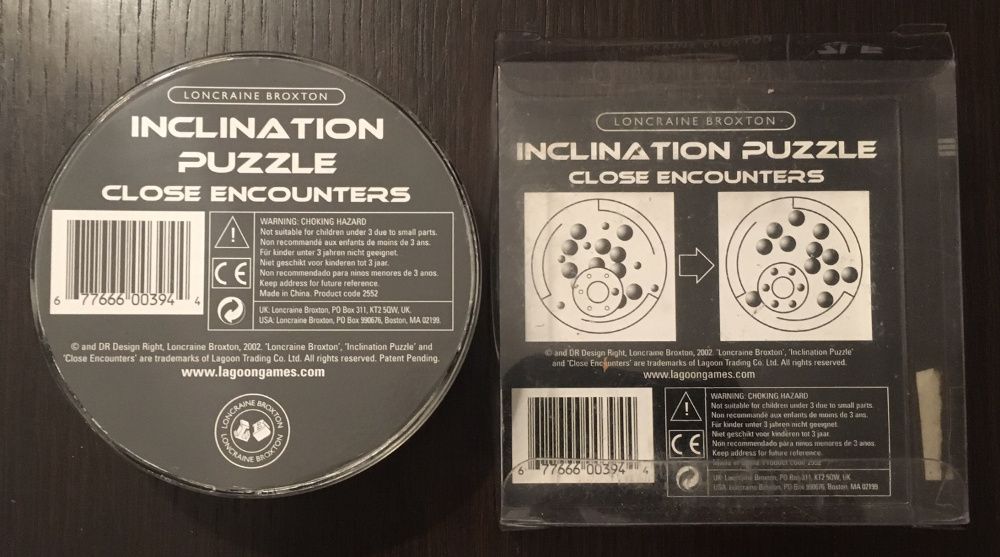 LONCRAINE BROXTON
INCLINATION
PUZZLE
CLOSE ENCOUNTERS
6 77666 00394 4
WARNING: CHOKING HAZARD
Not suitable for children under 3 due to small parts.
Non recommandé aux enfants de moins de 3 ans.
Für kinder unter 3 jahren nicht geeignet.
Niet geschikt voor kinderen tot 3 jaar.
Non recommendado para ninos menores de 3 anos.
Keep address for future reference.
Made in China. Product code 2552
CE
UK: Loncraine Broxton, PO Box 311, KT2 5QW, UK.
USA: Loncraine Broxton, PO Box 990676, Boston, MA 02199.
© and DR Design Right, Loncraine Broxton, 2002. 'Loncraine Broxton', 'Inclination Puzzle' and
'Close Encounters' are trademarks of Lagoon Trading Co. Ltd. All rights reserved. Patent Pending.
www.lagoongames.com
LONCRAINE BROXTON
LONCRAINE BROXTON
LONCRAINE BROXTON
INCLINATION PUZZLE
CLOSE ENCOUNTERS
© and DR Design Right, Loncraine Broxton, 2002. 'Loncraine Broxton', 'Inclination Puzzle'
and 'Close Encounters' are trademarks of Lagoon Trading Co. Ltd. All rights reserved.
www.lagoongames.com
6 77666 00394 4
WARNING: CHOKING HAZARD
Not suitable for children under 3 due to small parts.
Non recommandé aux enfants de moins de 3 ans.
Für kinder unter 3 jahren nicht geeignet.
Niet geschikt voor kinderen tot 3 jaar.
Non recommendado para ninos menores de 3 anos.
Keep address for future reference.
Made in China. Product code 2552
CE
UK: Loncraine Broxton, PO Box 311, KT2 5QW, UK.
USA: Loncraine Broxton, PO Box 990676, Boston, MA 02199